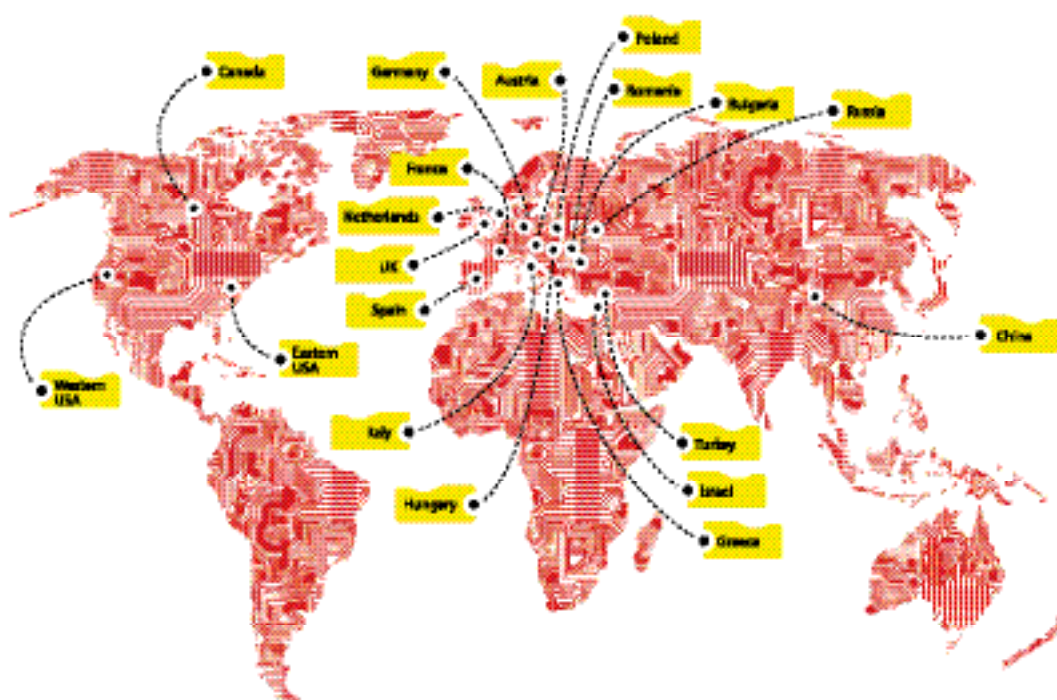 Poland
Canada
Germany
Austria
Romania
Bulgaria
Russia
France
Netherlands
UK
Spain
China
Eastern
USA
Western
USA
Italy
Turkey
Israel
Hungary
Greece